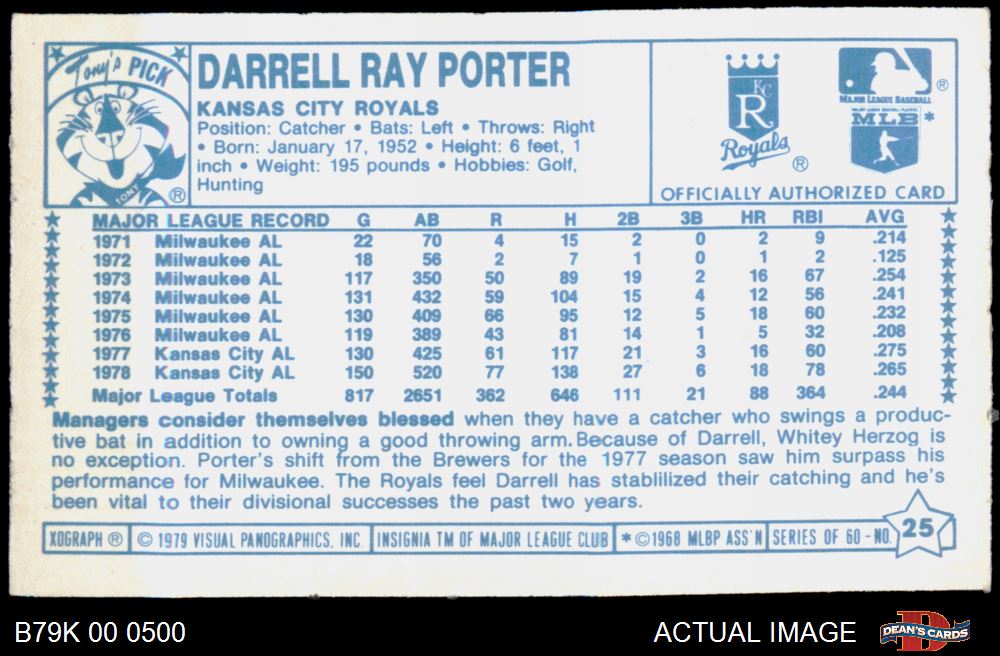 Tony's PICK
TONY
®
DARRELL RAY PORTER
KANSAS CITY ROYALS
Position: Catcher • Bats: Left • Throws: Right
• Born: January 17, 1952 • Height: 6 feet, 1
inch • Weight: 195 pounds • Hobbies: Golf,
Hunting
KC
R
Royals ®
®
MAJOR LEAGUE BASEBALL
MAJOR LEAGUE BASEBALL PLAYERS
MLB *
OFFICIALLY AUTHORIZED CARD
MAJOR LEAGUE RECORD G AB R H 2B 3B HR RBI AVG
1971 Milwaukee AL 22 70 4 15 2 0 2 9 .214
1972 Milwaukee AL 18 56 2 7 1 0 1 2 .125
1973 Milwaukee AL 117 350 50 89 19 2 16 67 .254
1974 Milwaukee AL 131 432 59 104 15 4 12 56 .241
1975 Milwaukee AL 130 409 66 95 12 5 18 60 .232
1976 Milwaukee AL 119 389 43 81 14 1 5 32 .208
1977 Kansas City AL 130 425 61 117 21 3 16 60 .275
1978 Kansas City AL 150 520 77 138 27 6 18 78 .265
Major League Totals 817 2651 362 646 111 21 88 364 .244
Managers consider themselves blessed when they have a catcher who swings a produc-
tive bat in addition to owning a good throwing arm. Because of Darrell, Whitey Herzog is
no exception. Porter's shift from the Brewers for the 1977 season saw him surpass his
performance for Milwaukee. The Royals feel Darrell has stablilized their catching and he's
been vital to their divisional successes the past two years.
XOGRAPH ® © 1979 VISUAL PANOGRAPHICS, INC. INSIGNIA TM OF MAJOR LEAGUE CLUB * ©1968 MLBP ASS'N SERIES OF 60 - NO. 25
B79K 00 0500
ACTUAL IMAGE
D
DEAN'S CARDS